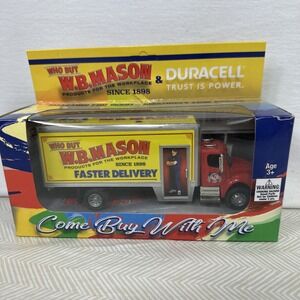 WHO BUT
W.B.MASON
PRODUCTS FOR THE WORKPLACE
SINCE 1898
& DURACELL
TRUST IS POWER.
WHO BUT
W.B.MASON
PRODUCTS FOR THE WORKPLACE
SINCE 1898
FASTER DELIVERY
Age
3+
WARNING
Come Buy With Me